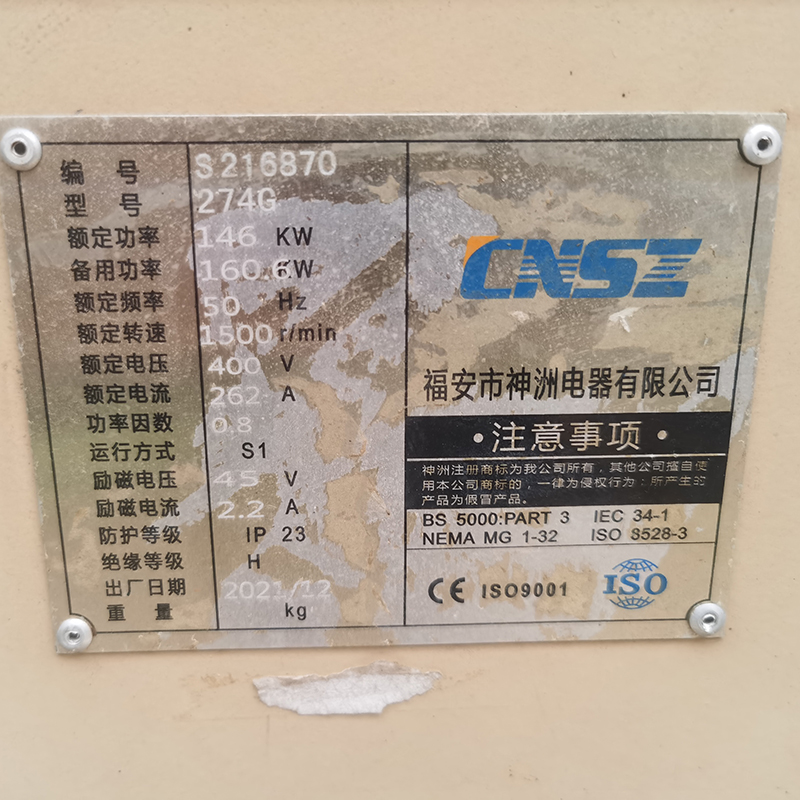 编 号 S216870
型 号 274G
额定功率 146 KW
备用功率 160.6 KW
额定频率 50 Hz
额定转速 1500 r/min
额定电压 400 V
额定电流 262 A
功率因数 0.8
运行方式 S1
励磁电压 45 V
励磁电流 2.2 A
防护等级 IP 23
绝缘等级 H
出厂日期 2021/12
重 量 kg
CNSZ
福安市神洲电器有限公司
·注意事项·
神洲注册商标为我公司所有，其他公司擅自使
用本公司商标的，一律为侵权行为；所产生的
产品为假冒产品。
BS 5000:PART 3 IEC 34-1
NEMA MG 1-32 ISO 8528-3
CE ISO9001 ISO